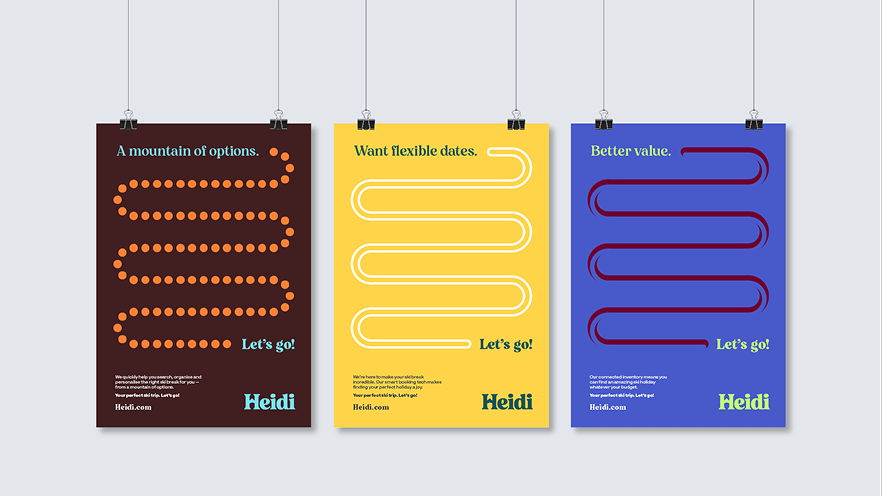 A mountain of options.
Let's go!
We quickly help you search, organise and
personalise the right ski break for you —
from a mountain of options.
Your perfect ski trip. Let's go!
Heidi.com
Heidi
Want flexible dates.
Let's go!
We're here to make your ski break
incredible. Our smart booking tech makes
finding your perfect holiday a joy.
Your perfect ski trip. Let's go!
Heidi.com
Heidi
Better value.
Let's go!
Our connected inventory means you
can find an amazing ski holiday
whatever your budget.
Your perfect ski trip. Let's go!
Heidi.com
Heidi